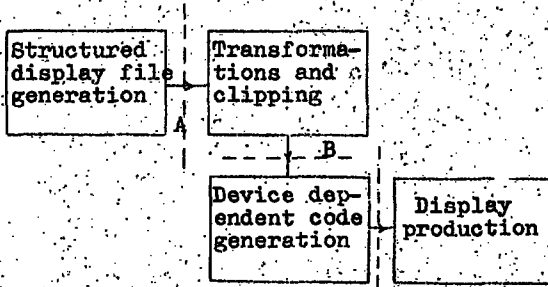 Structured
display file
generation
Transforma-
tions and
clipping
A
B
Device dep-
endent code
generation
Display
production